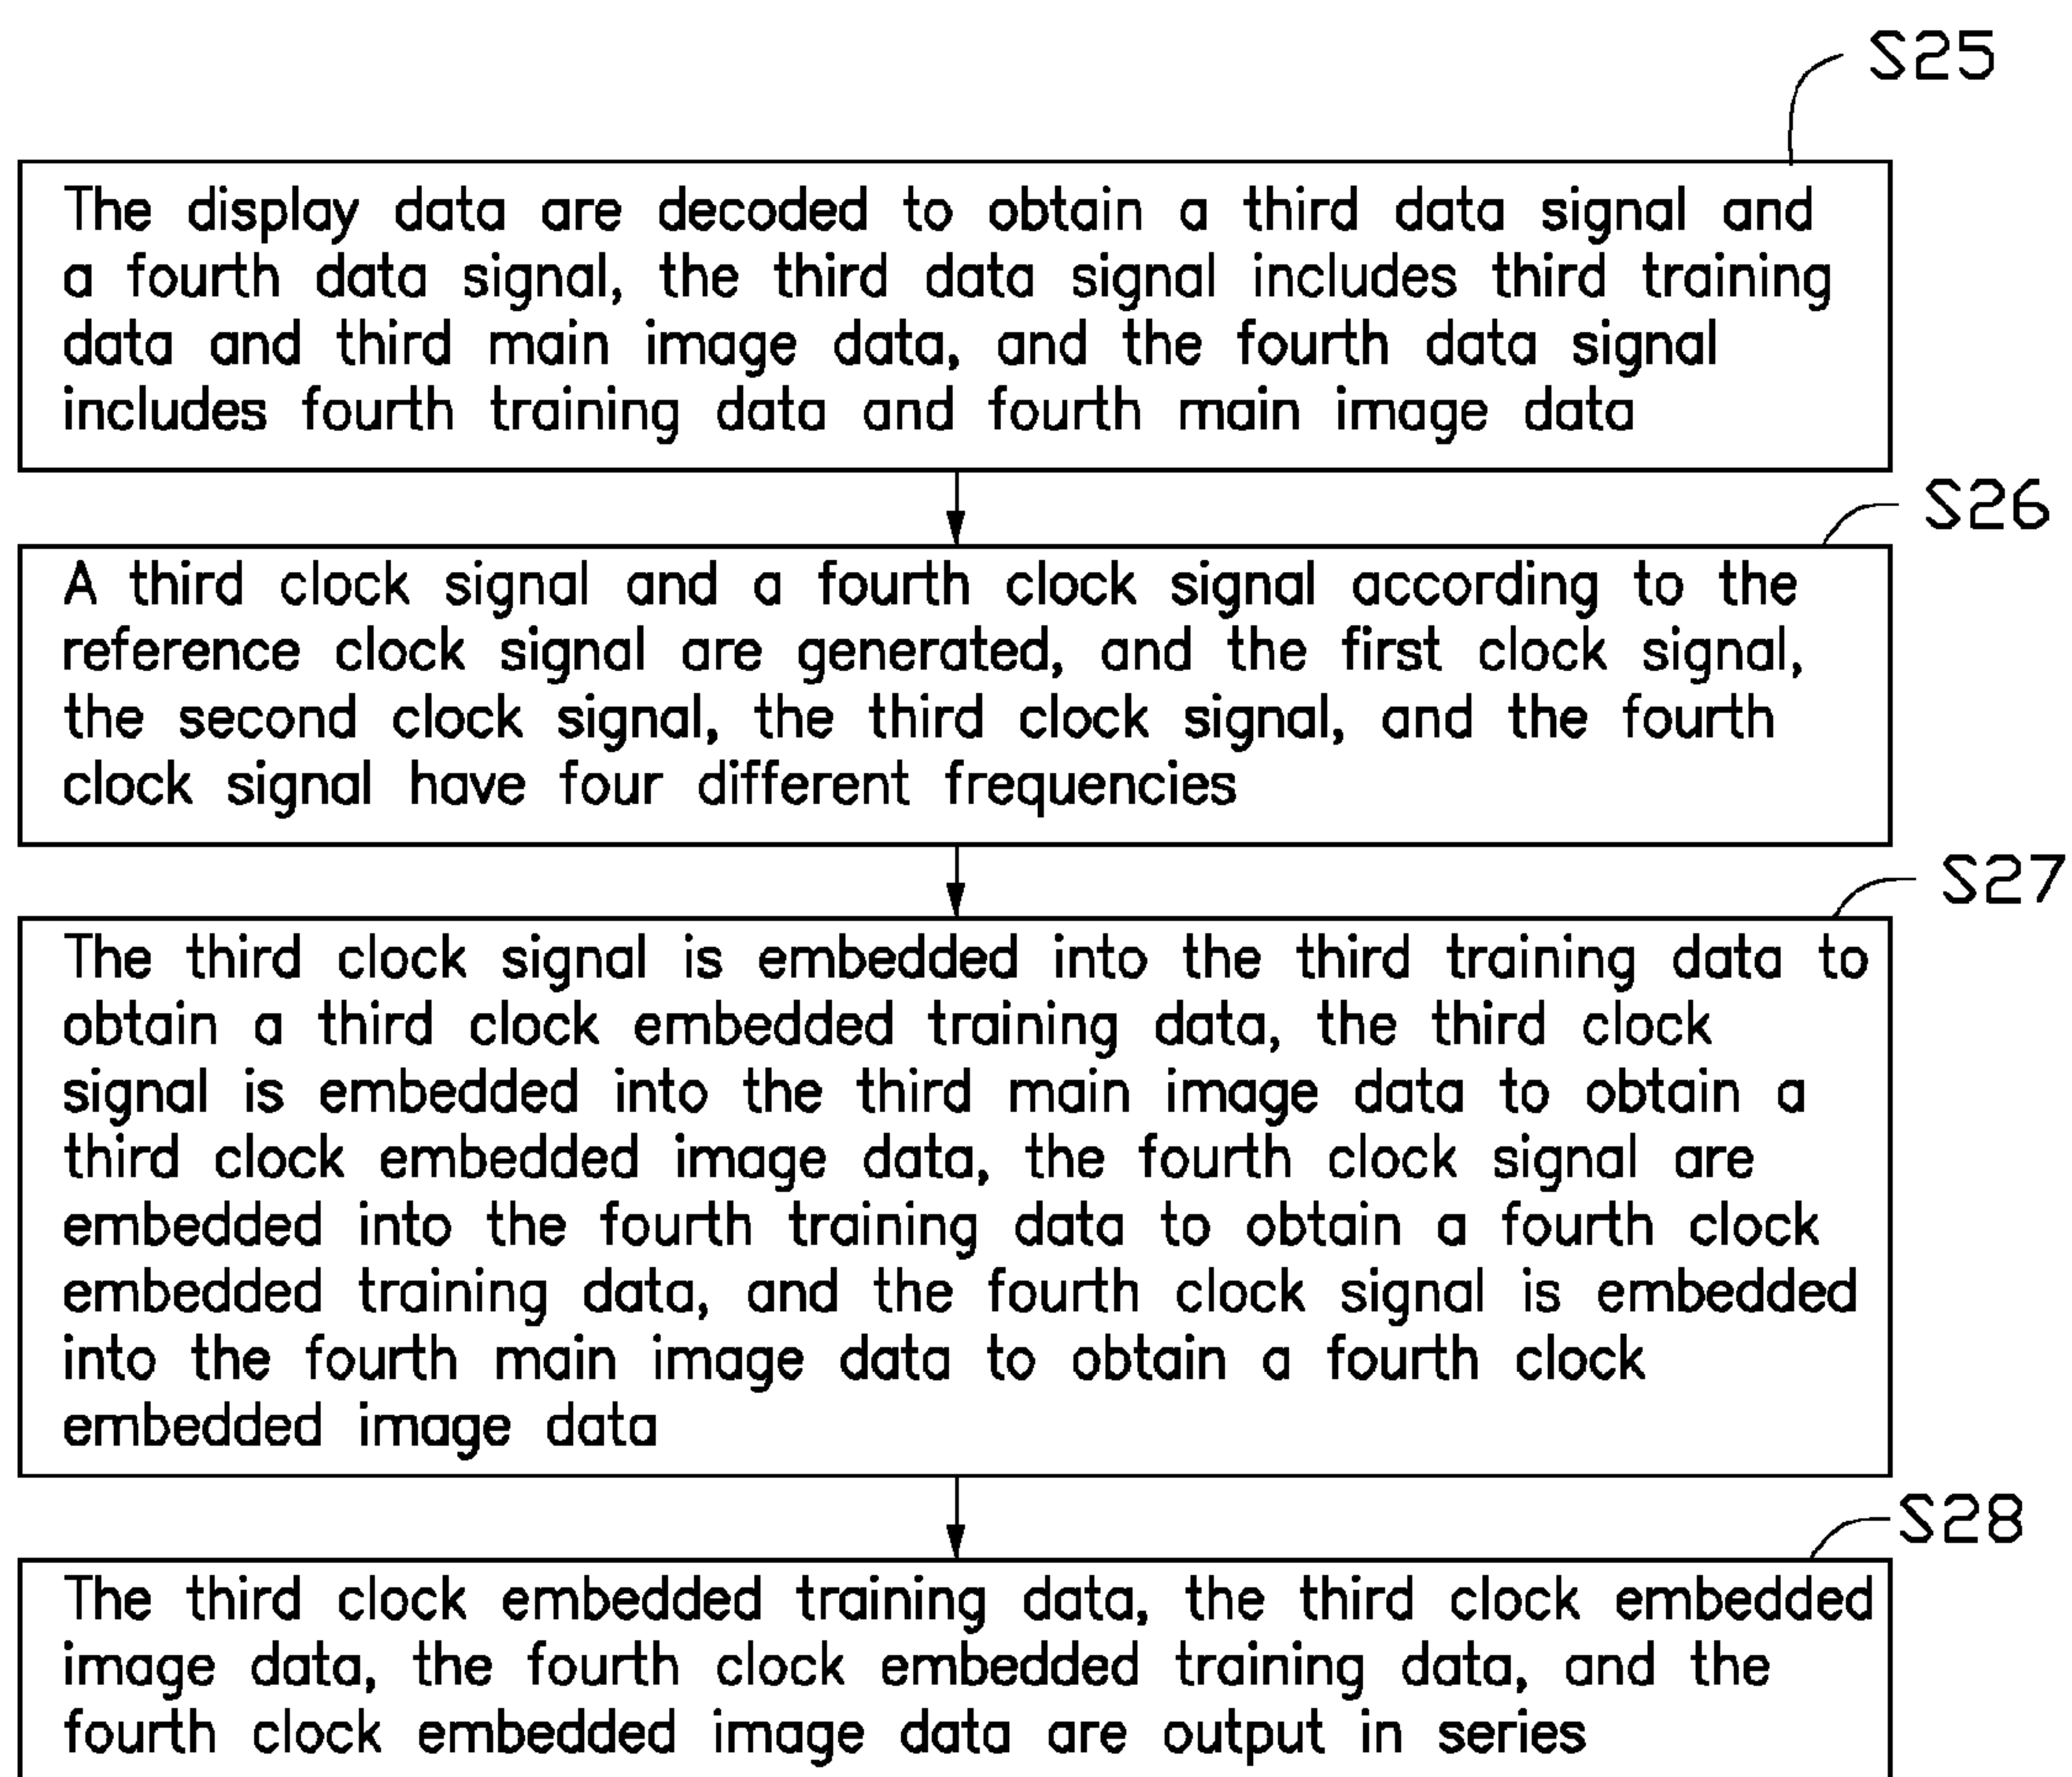 S25
The display data are decoded to obtain a third data signal and
a fourth data signal, the third data signal includes third training
data and third main image data, and the fourth data signal
includes fourth training data and fourth main image data
S26
A third clock signal and a fourth clock signal according to the
reference clock signal are generated, and the first clock signal,
the second clock signal, the third clock signal, and the fourth
clock signal have four different frequencies
S27
The third clock signal is embedded into the third training data to
obtain a third clock embedded training data, the third clock
signal is embedded into the third main image data to obtain a
third clock embedded image data, the fourth clock signal are
embedded into the fourth training data to obtain a fourth clock
embedded training data, and the fourth clock signal is embedded
into the fourth main image data to obtain a fourth clock
embedded image data
S28
The third clock embedded training data, the third clock embedded
image data, the fourth clock embedded training data, and the
fourth clock embedded image data are output in series